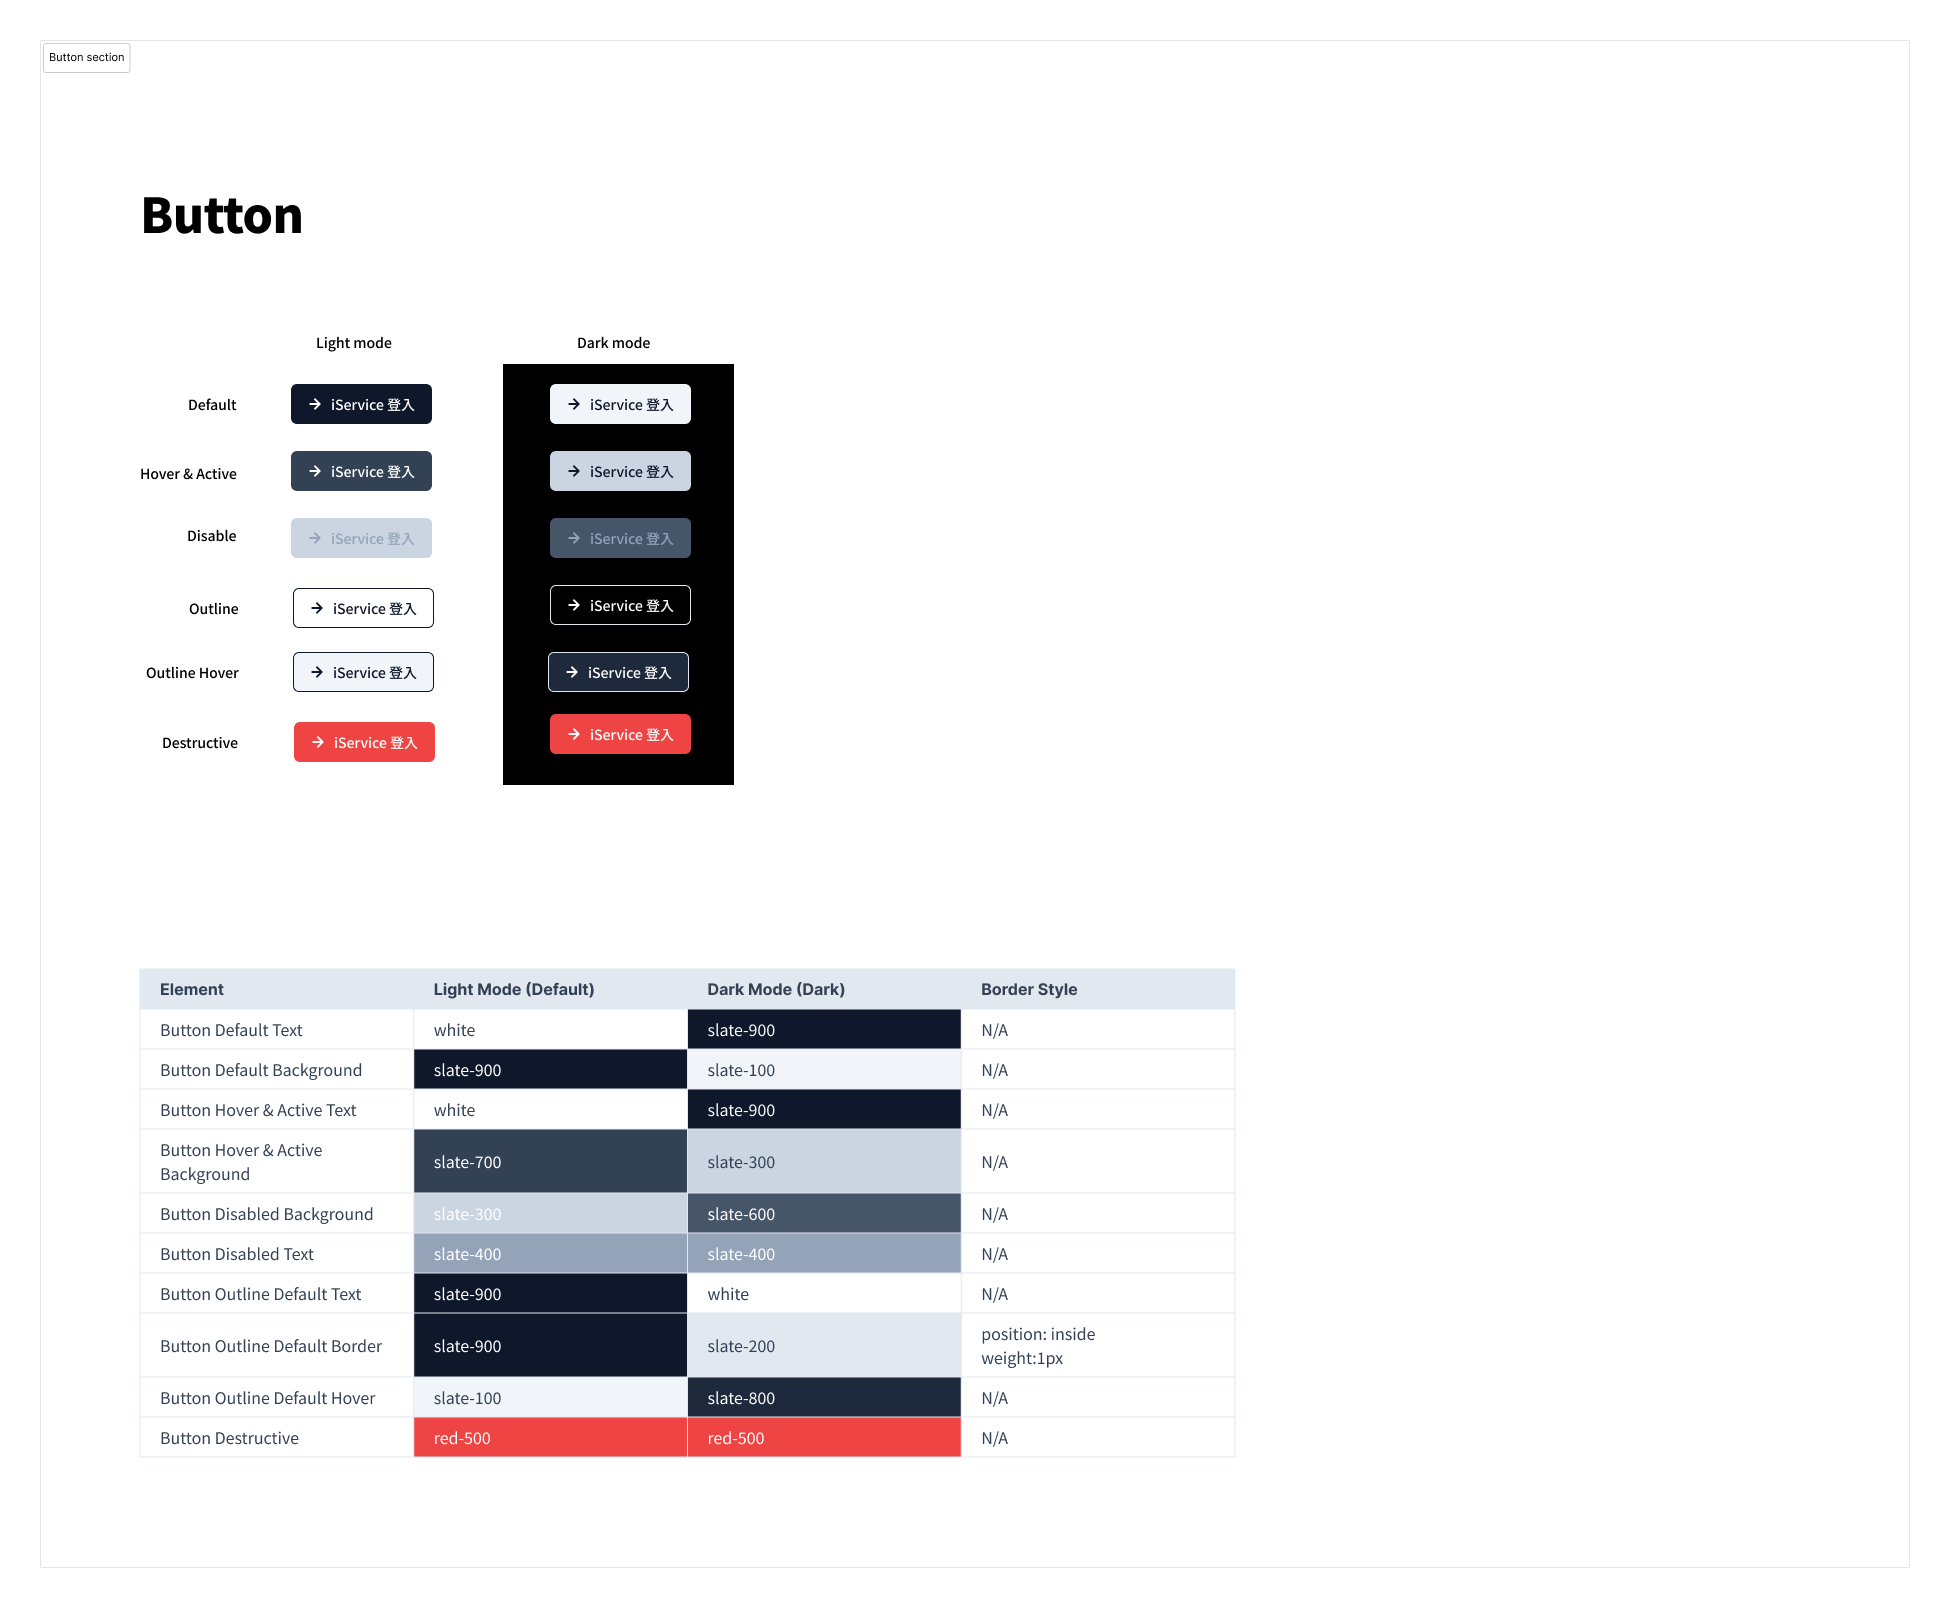 Button section
Button
Light mode
Dark mode
Default
iService 登入
iService 登入
Hover & Active
iService 登入
iService 登入
Disable
iService 登入
iService 登入
Outline
iService 登入
iService 登入
Outline Hover
iService 登入
iService 登入
Destructive
iService 登入
iService 登入
Element Light Mode (Default) Dark Mode (Dark) Border Style
Button Default Text white slate-900 N/A
Button Default Background slate-900 slate-100 N/A
Button Hover & Active Text white slate-900 N/A
Button Hover & Active
Background
slate-700 slate-300 N/A
Button Disabled Background slate-300 slate-600 N/A
Button Disabled Text slate-400 slate-400 N/A
Button Outline Default Text slate-900 white N/A
Button Outline Default Border slate-900 slate-200
position: inside
weight:1px
Button Outline Default Hover slate-100 slate-800 N/A
Button Destructive red-500 red-500 N/A